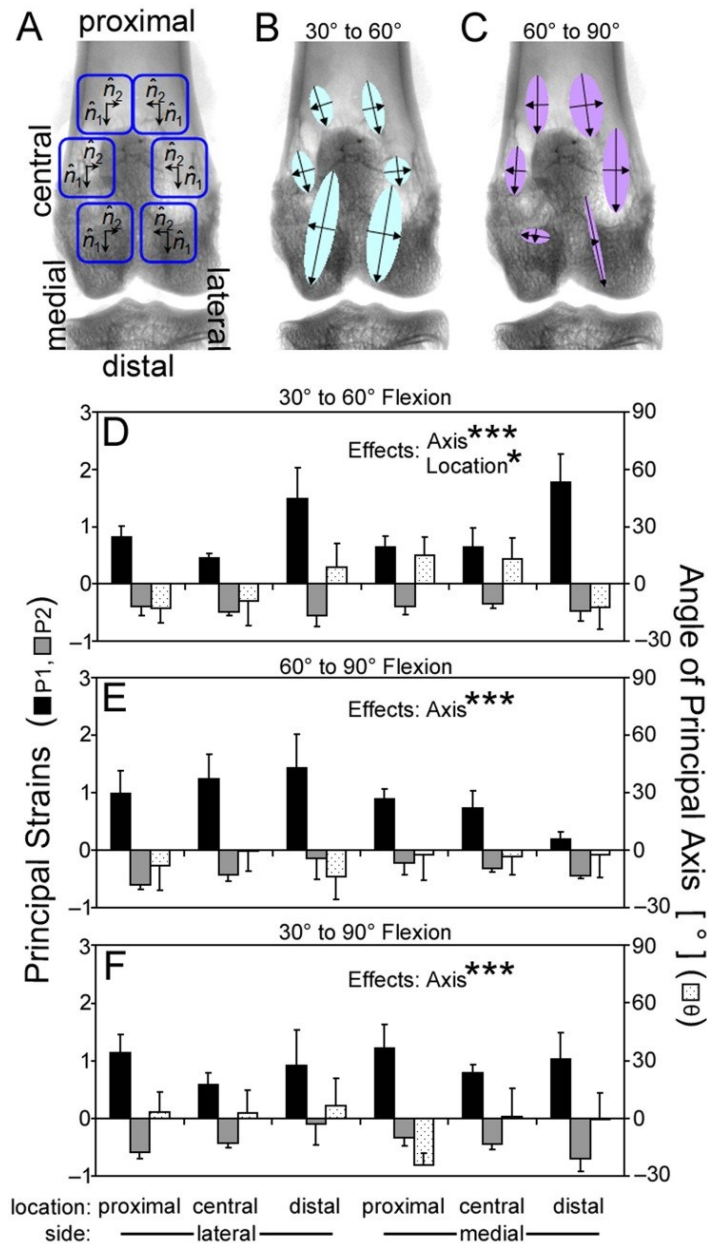 A
proximal
B
30° to 60°
C
60° to 90°
n̂2 n̂1
n̂2 n̂1
n̂2 n̂1
n̂2 n̂1
n̂2 n̂1
n̂2 n̂1
central
medial
lateral
distal
30° to 60° Flexion
D
Effects: Axis***
Location*
3
2
1
0
–1
90
60
30
0
–30
60° to 90° Flexion
E
Effects: Axis***
3
2
1
0
–1
90
60
30
0
–30
30° to 90° Flexion
F
Effects: Axis***
3
2
1
0
–1
90
60
30
0
–30
Principal Strains (■P1, ■P2)
Angle of Principal Axis [°] (□θ)
location: proximal central distal proximal central distal
side: lateral medial